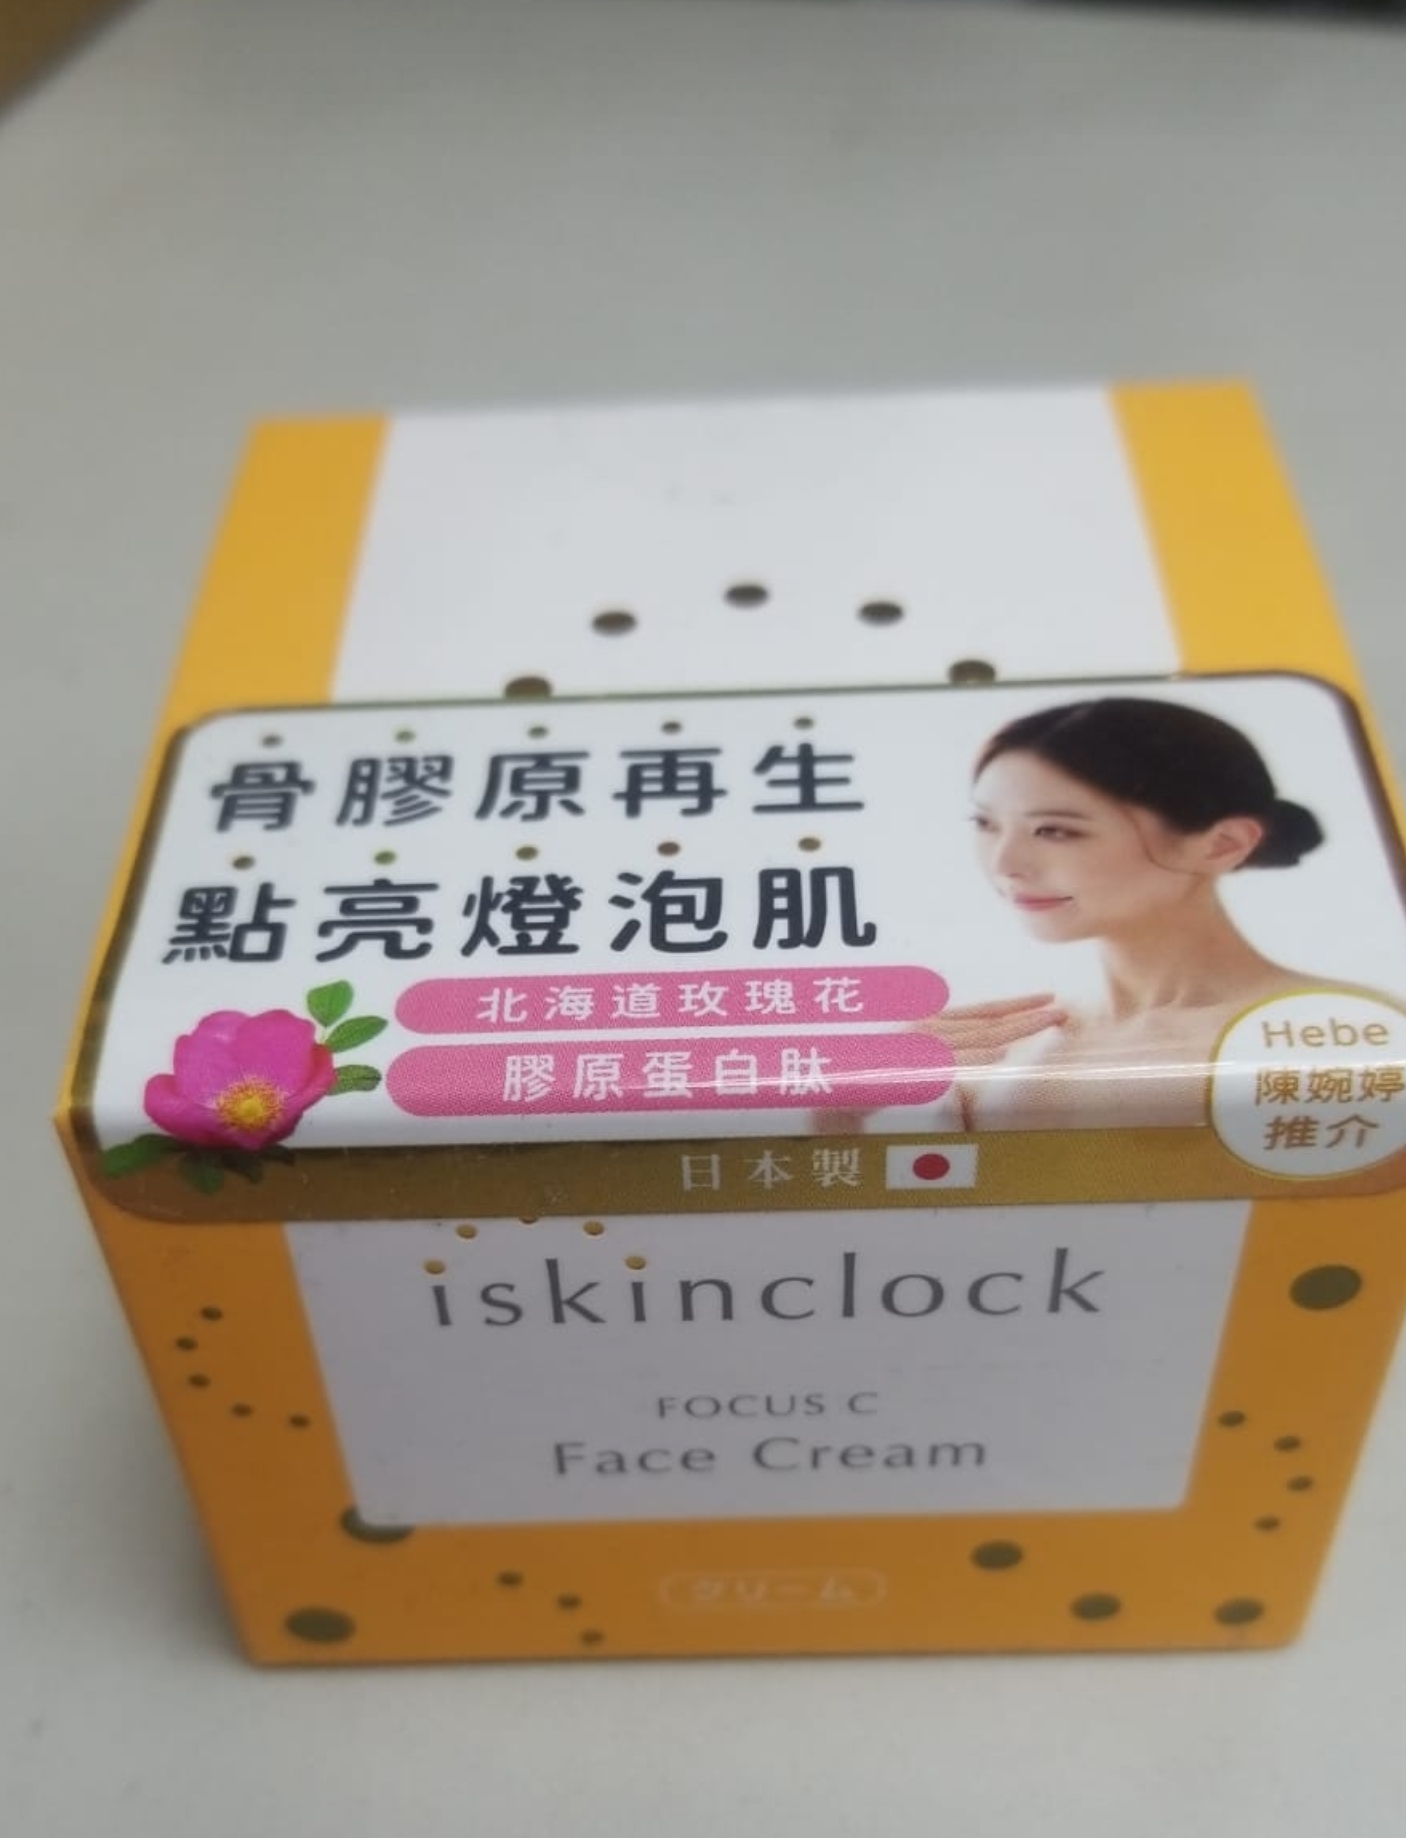 骨膠原再生
點亮燈泡肌
北海道玫瑰花
膠原蛋白肽
Hebe
陳婉婷
推介
日本製
iskinclock
FOCUS C
Face Cream
クリーム